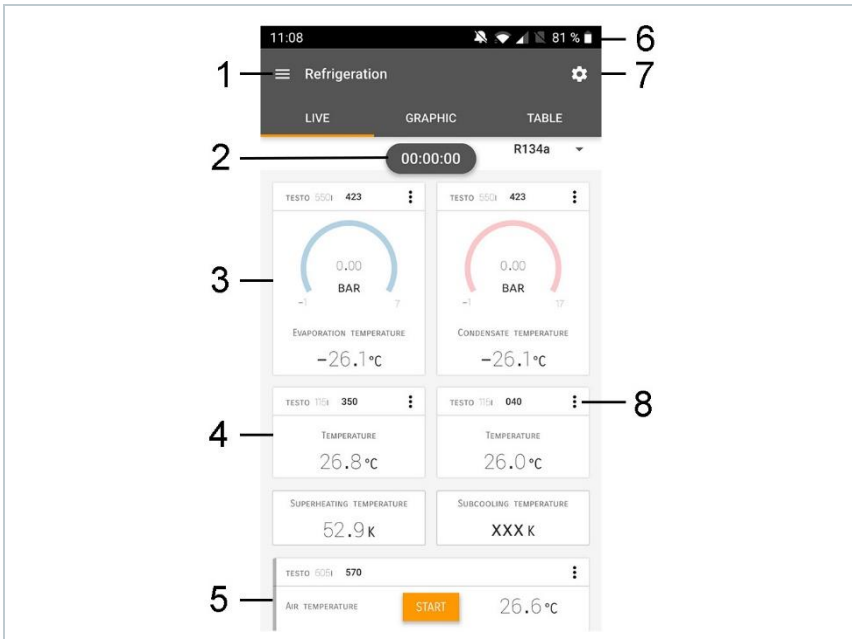 11:08 81 % 6
1 Refrigeration 7
LIVE GRAPHIC TABLE
2 00:00:00 R134a
TESTO 550I 423 TESTO 550I 423
3 0.00 0.00
BAR BAR
-1 7 -1 17
EVAPORATION TEMPERATURE CONDENSATE TEMPERATURE
-26.1 °C -26.1 °C
TESTO 115I 350 TESTO 115I 040 8
4 TEMPERATURE TEMPERATURE
26.8 °C 26.0 °C
SUPERHEATING TEMPERATURE SUBCOOLING TEMPERATURE
52.9 K XXX K
TESTO 605I 570
5 AIR TEMPERATURE START 26.6 °C